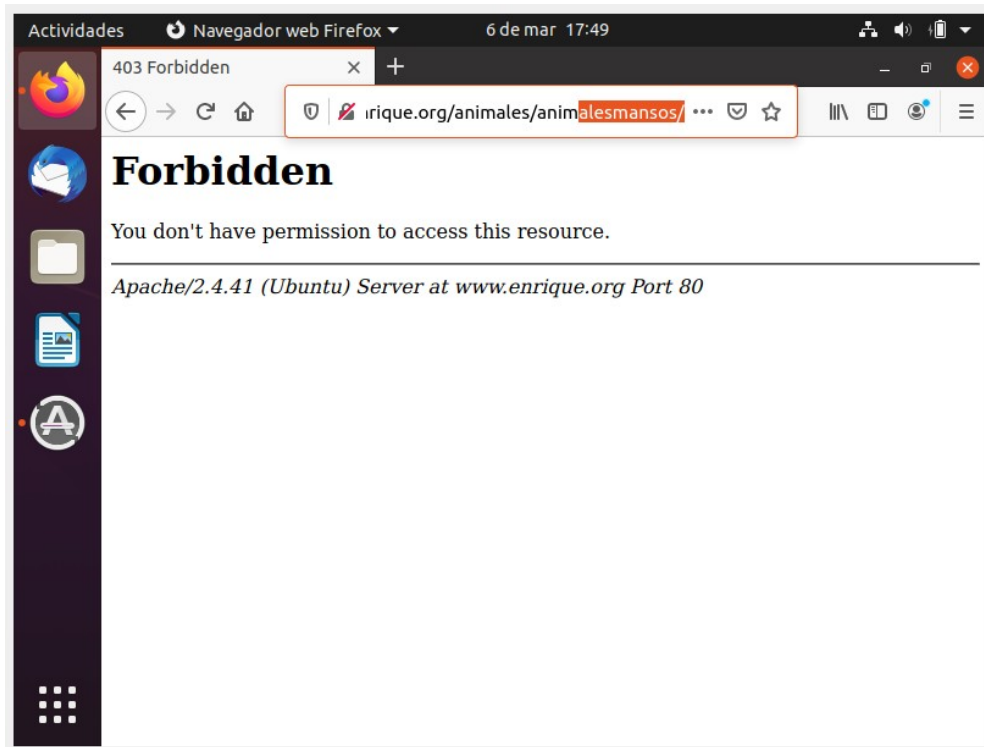 Actividades Navegador web Firefox 6 de mar 17:49
403 Forbidden
rique.org/animales/animalesmansos/
Forbidden
You don't have permission to access this resource.
Apache/2.4.41 (Ubuntu) Server at www.enrique.org Port 80